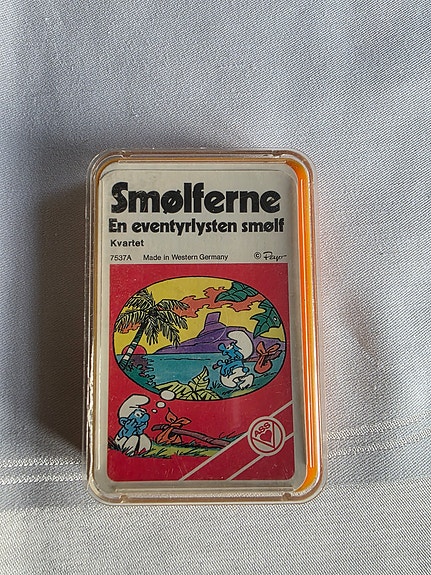 Smølferne
En eventyrlysten smølf
Kvartet
7537A Made in Western Germany © Peyo
ASS